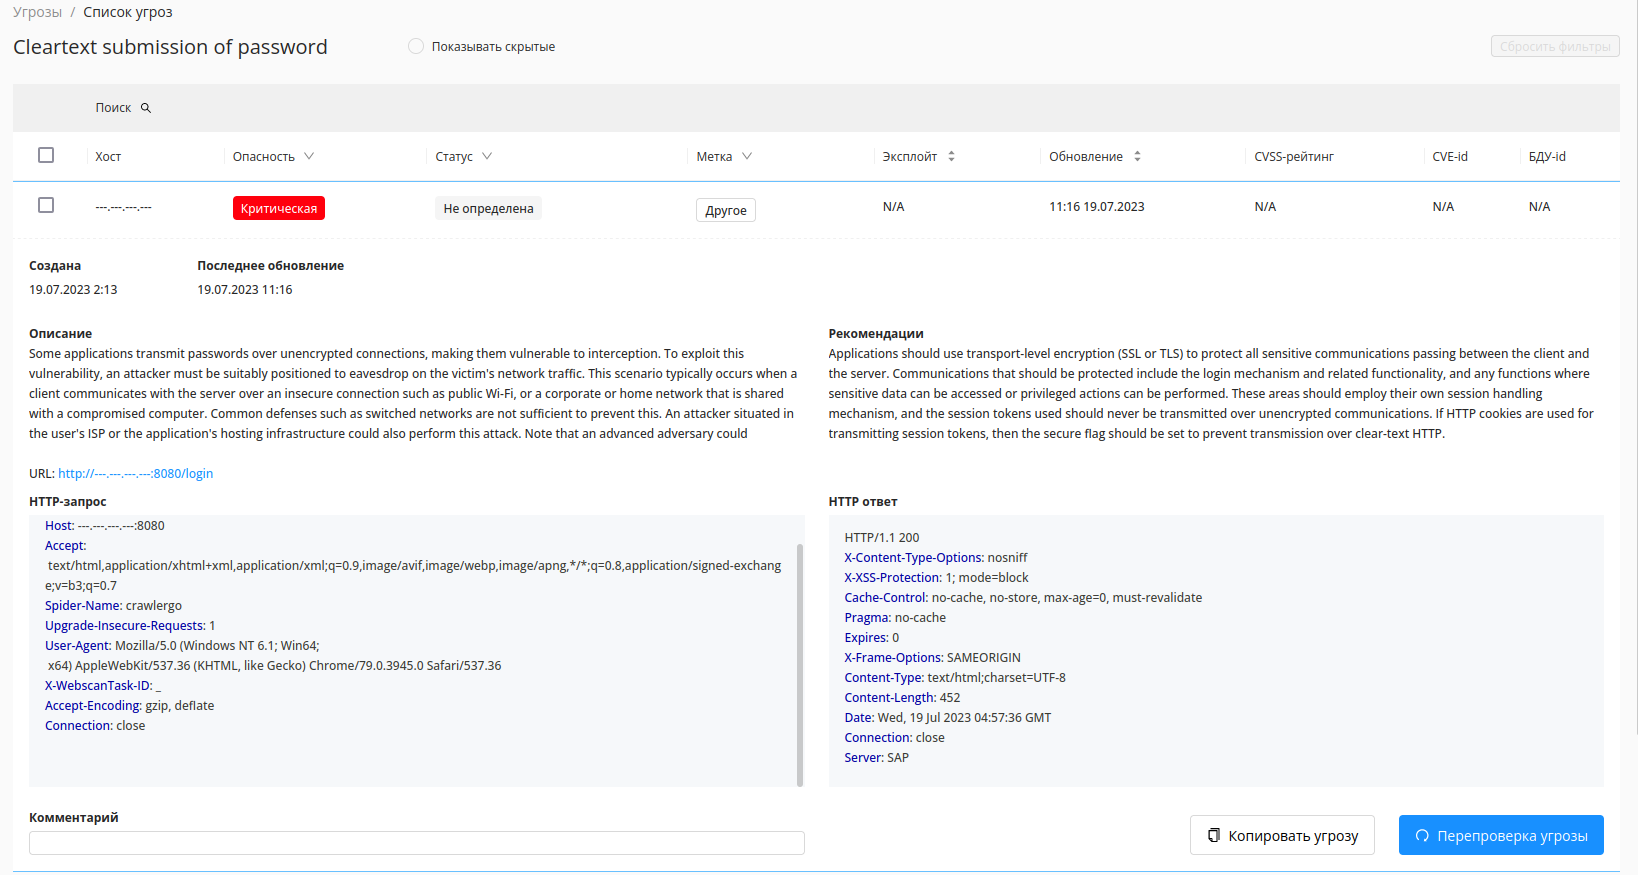 Угрозы / Список угроз
Cleartext submission of password
Показывать скрытые
Сбросить фильтры
Поиск
Хост Опасность Статус Метка Эксплойт Обновление CVSS-рейтинг CVE-id БДУ-id
---.---.---.--- Критическая Не определена Другое N/A 11:16 19.07.2023 N/A N/A N/A
Создана
19.07.2023 2:13
Последнее обновление
19.07.2023 11:16
Описание
Some applications transmit passwords over unencrypted connections, making them vulnerable to interception. To exploit this
vulnerability, an attacker must be suitably positioned to eavesdrop on the victim's network traffic. This scenario typically occurs when a
client communicates with the server over an insecure connection such as public Wi-Fi, or a corporate or home network that is shared
with a compromised computer. Common defenses such as switched networks are not sufficient to prevent this. An attacker situated in
the user's ISP or the application's hosting infrastructure could also perform this attack. Note that an advanced adversary could
Рекомендации
Applications should use transport-level encryption (SSL or TLS) to protect all sensitive communications passing between the client and
the server. Communications that should be protected include the login mechanism and related functionality, and any functions where
sensitive data can be accessed or privileged actions can be performed. These areas should employ their own session handling
mechanism, and the session tokens used should never be transmitted over unencrypted communications. If HTTP cookies are used for
transmitting session tokens, then the secure flag should be set to prevent transmission over clear-text HTTP.
URL: http://---.---.---.---:8080/login
HTTP-запрос
Host: ---.---.---.---:8080
Accept:
text/html,application/xhtml+xml,application/xml;q=0.9,image/avif,image/webp,image/apng,*/*;q=0.8,application/signed-exchang
e;v=b3;q=0.7
Spider-Name: crawlergo
Upgrade-Insecure-Requests: 1
User-Agent: Mozilla/5.0 (Windows NT 6.1; Win64;
x64) AppleWebKit/537.36 (KHTML, like Gecko) Chrome/79.0.3945.0 Safari/537.36
X-WebscanTask-ID: _
Accept-Encoding: gzip, deflate
Connection: close
HTTP ответ
HTTP/1.1 200
X-Content-Type-Options: nosniff
X-XSS-Protection: 1; mode=block
Cache-Control: no-cache, no-store, max-age=0, must-revalidate
Pragma: no-cache
Expires: 0
X-Frame-Options: SAMEORIGIN
Content-Type: text/html;charset=UTF-8
Content-Length: 452
Date: Wed, 19 Jul 2023 04:57:36 GMT
Connection: close
Server: SAP
Комментарий
Копировать угрозу
Перепроверка угрозы